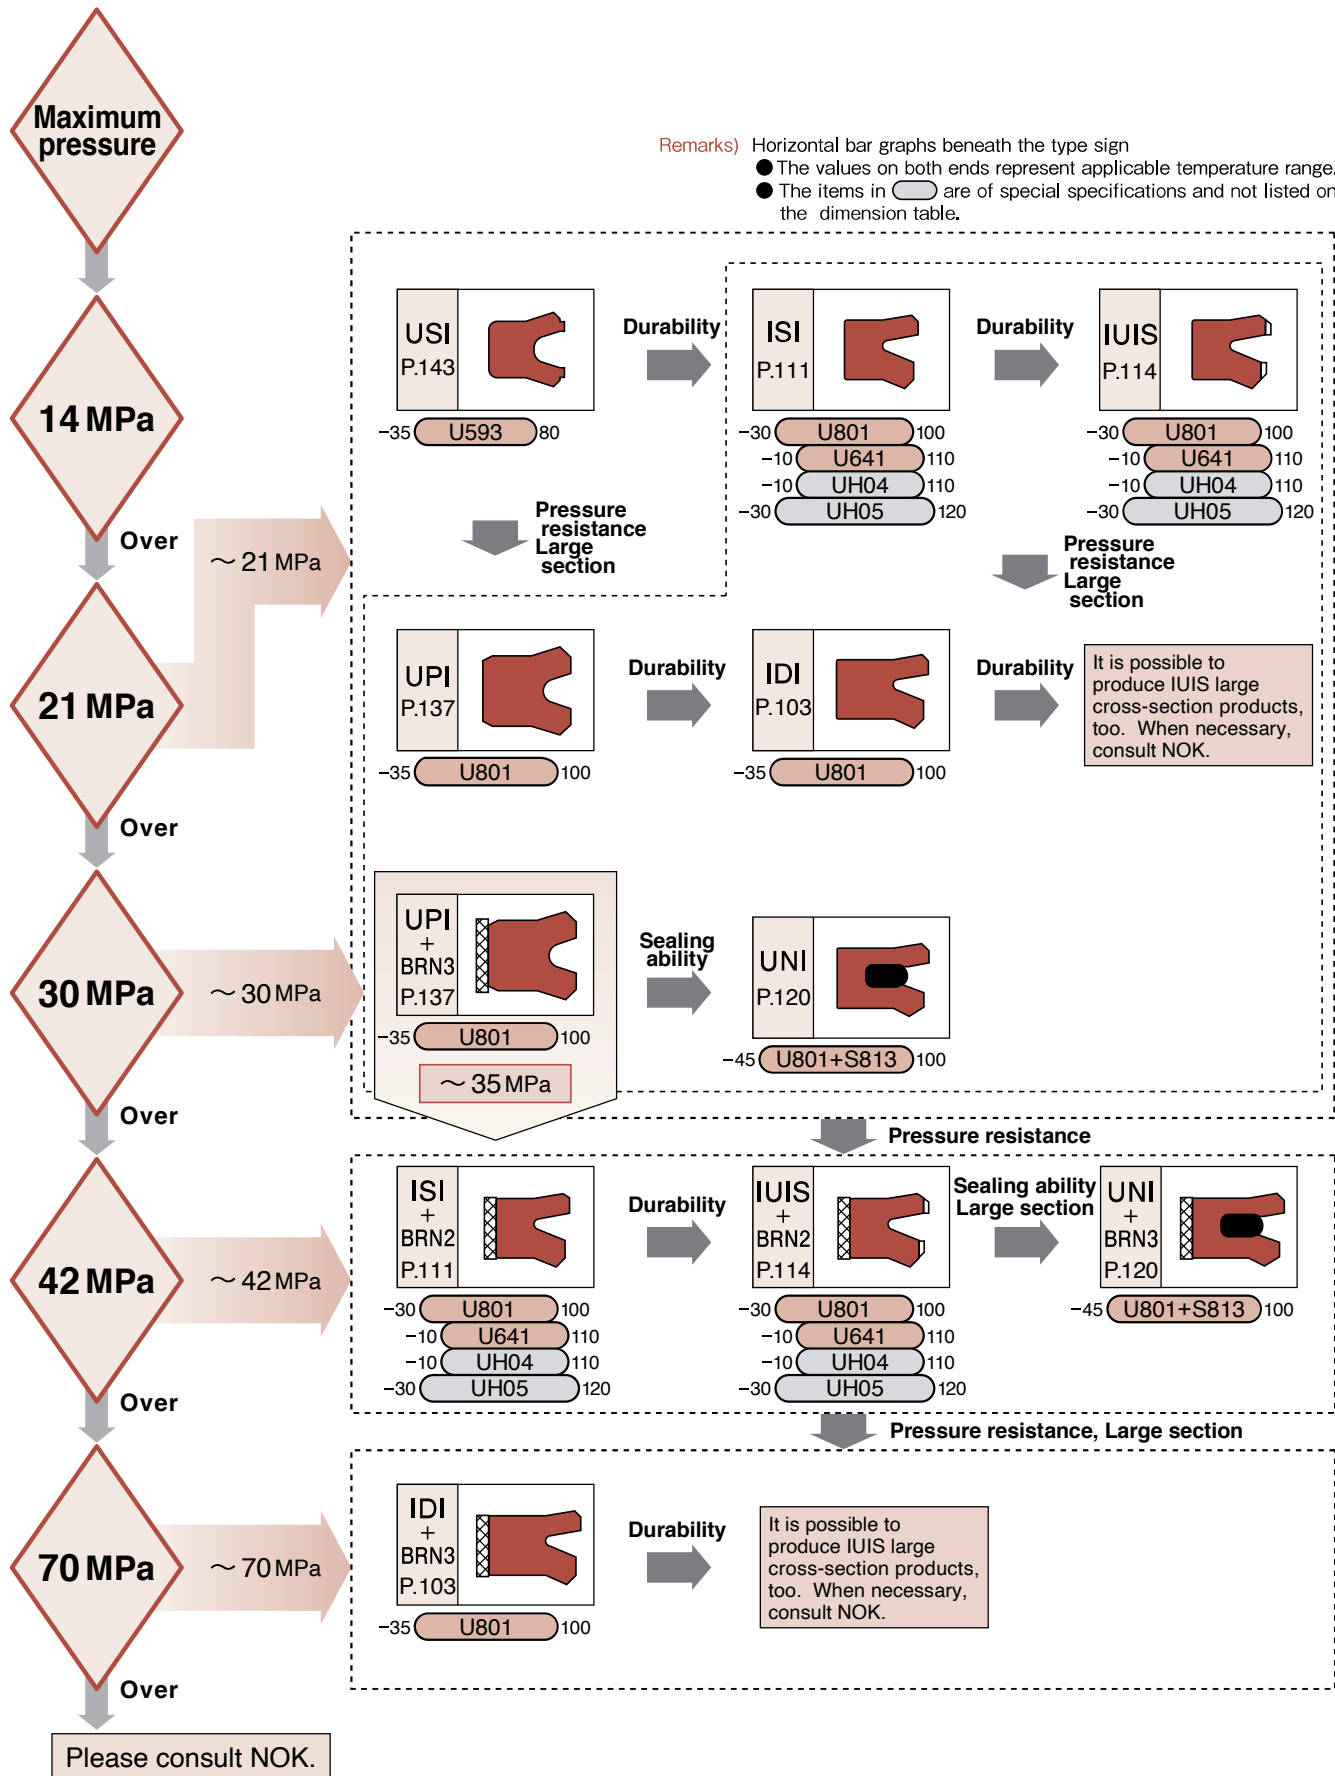 Maximum
pressure
Remarks) Horizontal bar graphs beneath the type sign
● The values on both ends represent applicable temperature range.
● The items in are of special specifications and not listed on
the dimension table.
14 MPa
Over
21 MPa
Over
30 MPa
Over
42 MPa
Over
70 MPa
Over
Please consult NOK.
～ 21 MPa
～ 30 MPa
～ 42 MPa
～ 70 MPa
USI
P.143
−35 U593 80
Durability
ISI
P.111
−30 U801 100
−10 U641 110
−10 UH04 110
−30 UH05 120
Durability
IUIS
P.114
−30 U801 100
−10 U641 110
−10 UH04 110
−30 UH05 120
Pressure
resistance
Large
section
Pressure
resistance
Large
section
UPI
P.137
−35 U801 100
Durability
IDI
P.103
−35 U801 100
Durability
It is possible to
produce IUIS large
cross-section products,
too. When necessary,
consult NOK.
UPI
+
BRN3
P.137
−35 U801 100
～ 35 MPa
Sealing
ability
UNI
P.120
−45 U801+S813 100
Pressure resistance
ISI
+
BRN2
P.111
−30 U801 100
−10 U641 110
−10 UH04 110
−30 UH05 120
Durability
IUIS
+
BRN2
P.114
−30 U801 100
−10 U641 110
−10 UH04 110
−30 UH05 120
Sealing ability
Large section
UNI
+
BRN3
P.120
−45 U801+S813 100
Pressure resistance, Large section
IDI
+
BRN3
P.103
−35 U801 100
Durability
It is possible to
produce IUIS large
cross-section products,
too. When necessary,
consult NOK.